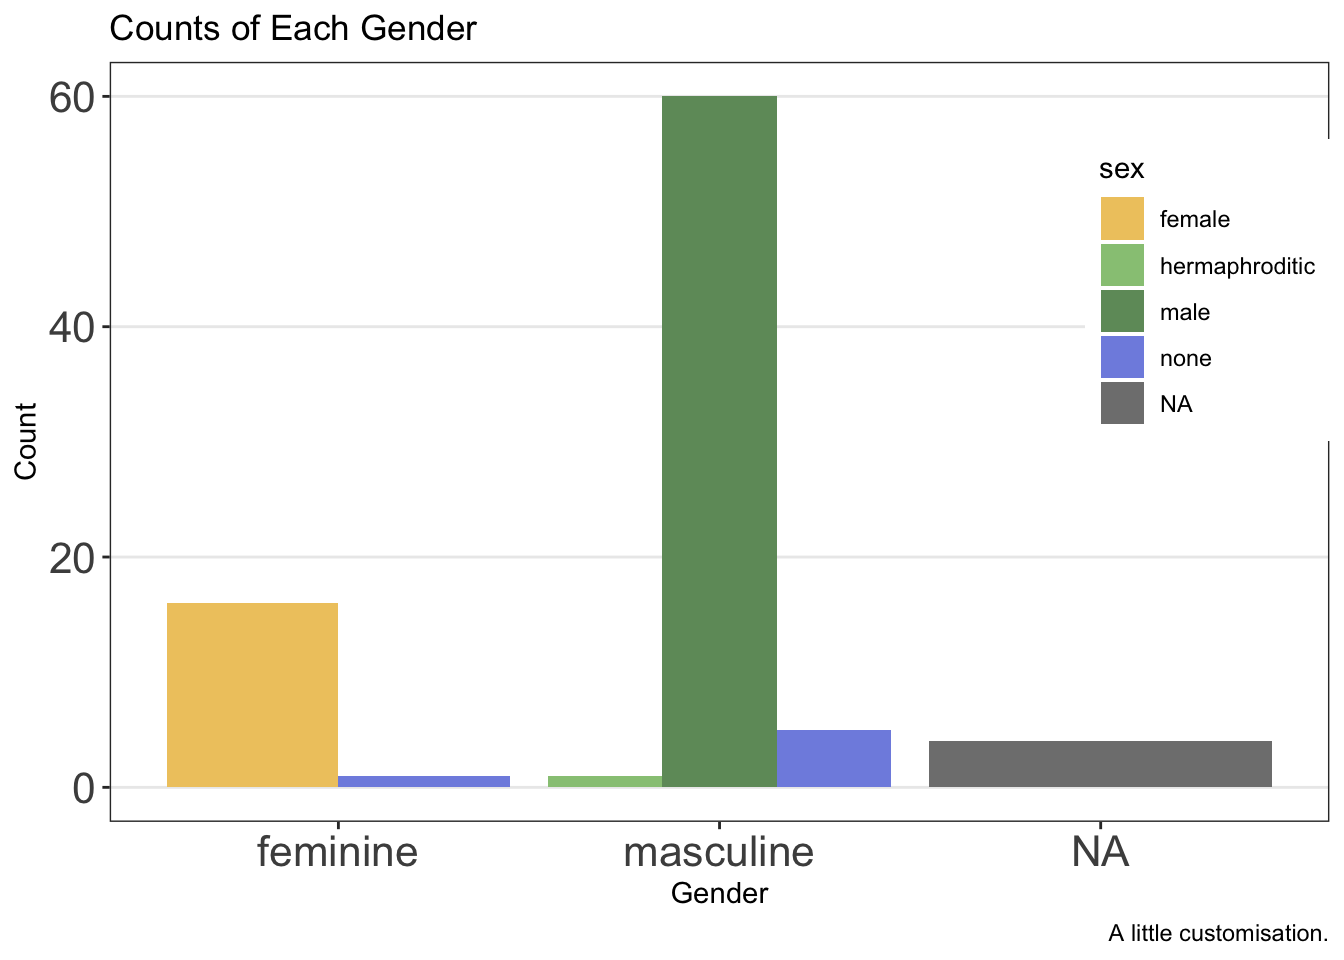 Counts of Each Gender
60
40
20
0
Count
sex
female
hermaphroditic
male
none
NA
feminine
masculine
NA
Gender
A little customisation.